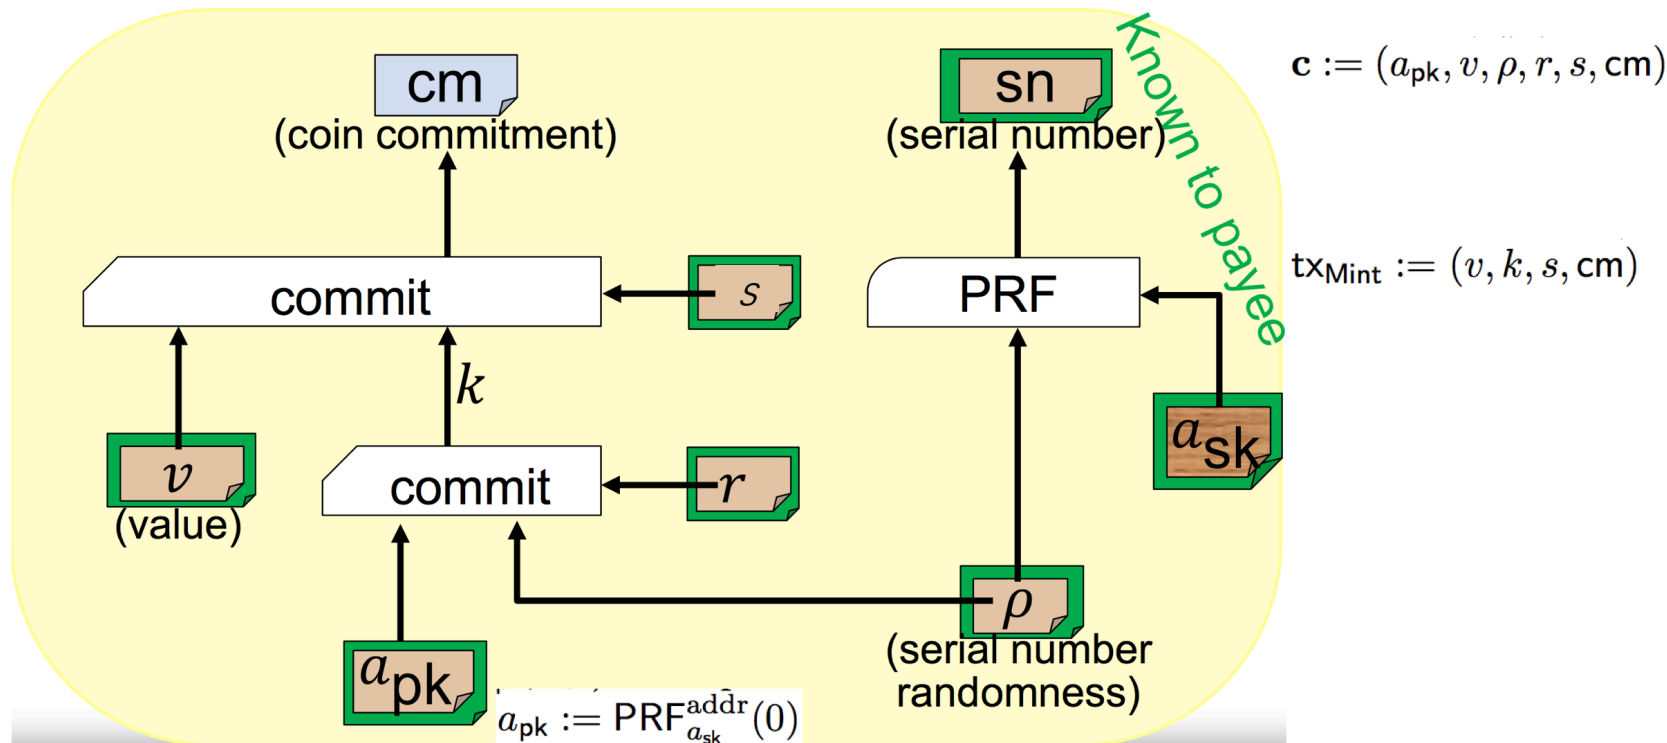 cm
(coin commitment)
sn
(serial number)
Known to payee
c := (a_pk, v, ρ, r, s, cm)
commit
s
PRF
tx_Mint := (v, k, s, cm)
k
v
(value)
commit
r
a_sk
a_pk
ρ
(serial number
randomness)
a_pk := PRF^addr_a_sk(0)